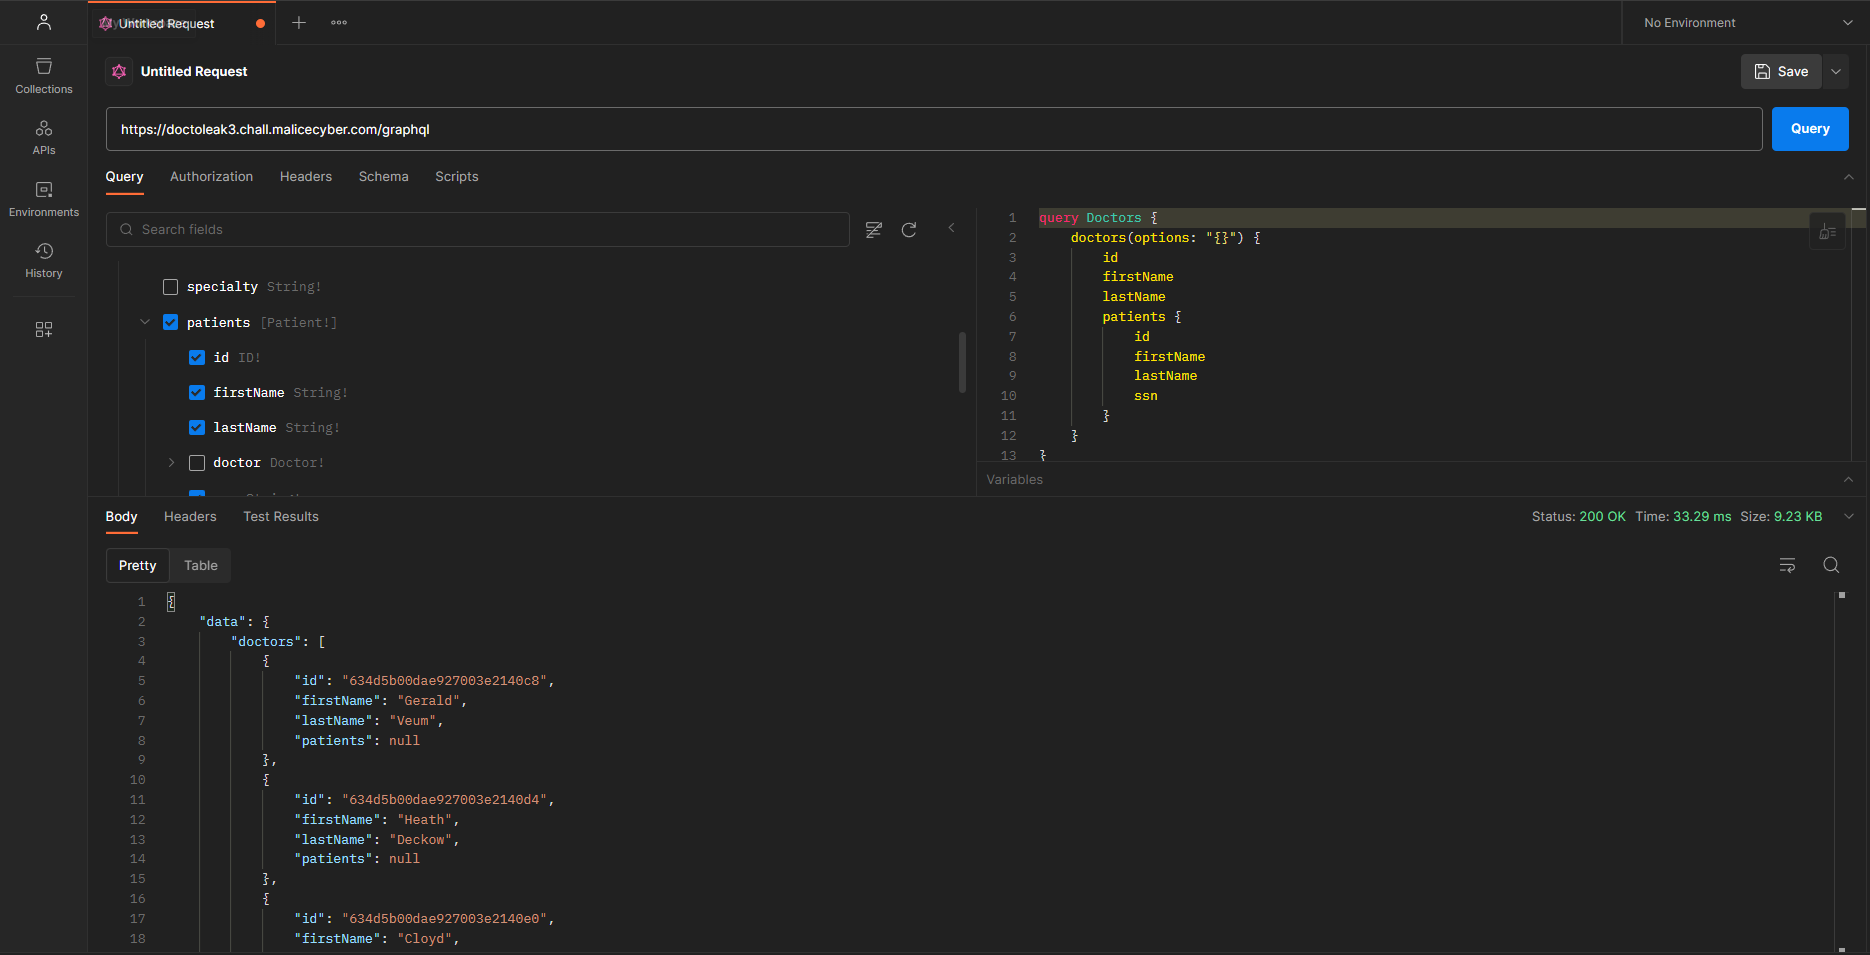 Untitled Request
No Environment
Collections
APIs
Environments
History
Untitled Request
Save
https://doctoleak3.chall.malicecyber.com/graphql
Query
Query Authorization Headers Schema Scripts
Search fields
specialty String!
patients [Patient!]
id ID!
firstName String!
lastName String!
doctor Doctor!
1 query Doctors {
2 doctors(options: "{}") {
3 id
4 firstName
5 lastName
6 patients {
7 id
8 firstName
9 lastName
10 ssn
11 }
12 }
13 }
Variables
Body Headers Test Results
Status: 200 OK Time: 33.29 ms Size: 9.23 KB
Pretty Table
1 {
2 "data": {
3 "doctors": [
4 {
5 "id": "634d5b00dae927003e2140c8",
6 "firstName": "Gerald",
7 "lastName": "Veum",
8 "patients": null
9 },
10 {
11 "id": "634d5b00dae927003e2140d4",
12 "firstName": "Heath",
13 "lastName": "Deckow",
14 "patients": null
15 },
16 {
17 "id": "634d5b00dae927003e2140e0",
18 "firstName": "Cloyd",